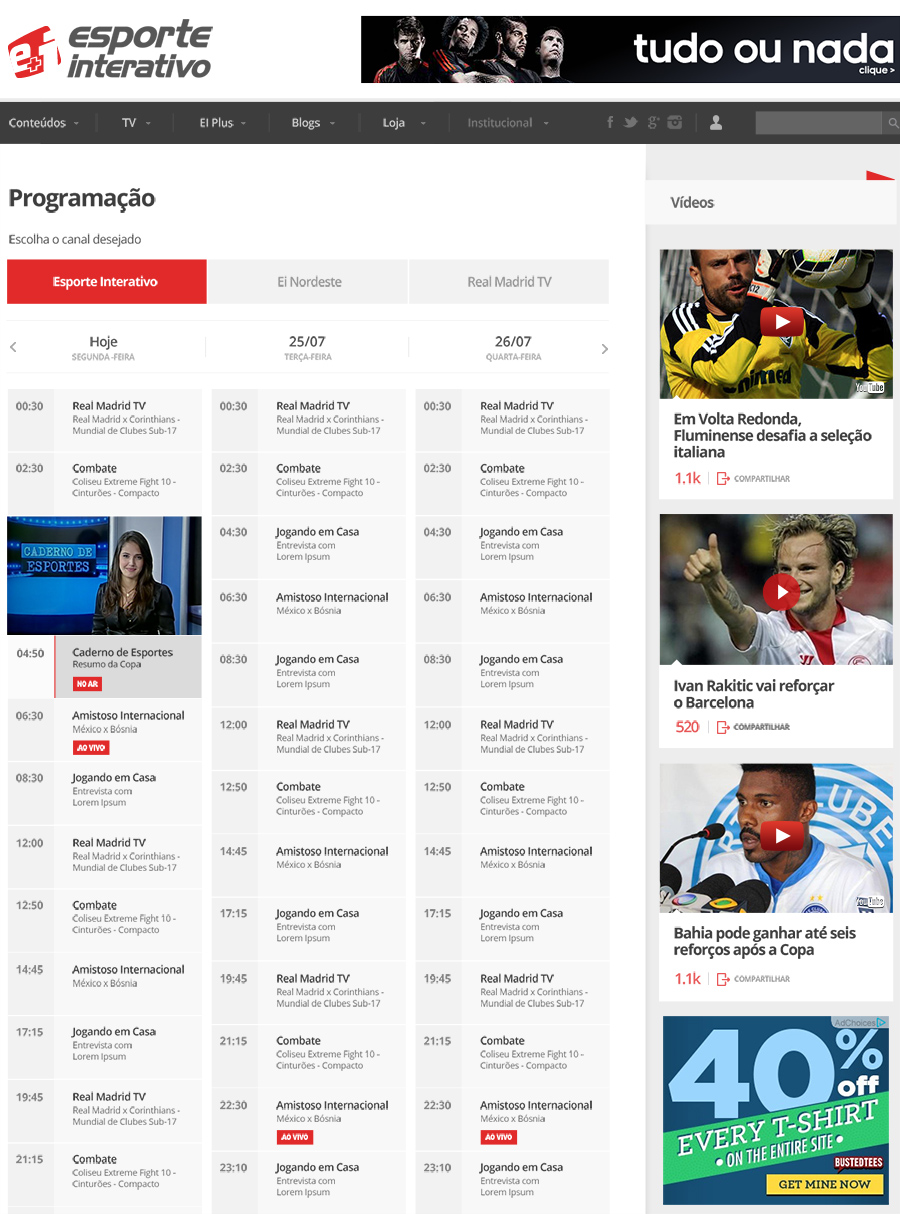 esporte
interativo
tudo ou nada
clique >
Conteúdos
TV
EI Plus
Blogs
Loja
Institucional
Programação
Escolha o canal desejado
Esporte Interativo
Ei Nordeste
Real Madrid TV
Hoje
SEGUNDA -FEIRA
25/07
TERÇA-FEIRA
26/07
QUARTA-FEIRA
00:30
Real Madrid TV
Real Madrid x Corinthians -
Mundial de Clubes Sub-17
02:30
Combate
Coliseu Extreme Fight 10 -
Cinturões - Compacto
CADERNO DE
ESPORTES
04:50
Caderno de Esportes
Resumo da Copa
NO AR
06:30
Amistoso Internacional
México x Bósnia
AO VIVO
08:30
Jogando em Casa
Entrevista com
Lorem Ipsum
12:00
Real Madrid TV
Real Madrid x Corinthians -
Mundial de Clubes Sub-17
12:50
Combate
Coliseu Extreme Fight 10 -
Cinturões - Compacto
14:45
Amistoso Internacional
México x Bósnia
17:15
Jogando em Casa
Entrevista com
Lorem Ipsum
19:45
Real Madrid TV
Real Madrid x Corinthians -
Mundial de Clubes Sub-17
21:15
Combate
Coliseu Extreme Fight 10 -
Cinturões - Compacto
00:30
Real Madrid TV
Real Madrid x Corinthians -
Mundial de Clubes Sub-17
02:30
Combate
Coliseu Extreme Fight 10 -
Cinturões - Compacto
04:30
Jogando em Casa
Entrevista com
Lorem Ipsum
06:30
Amistoso Internacional
México x Bósnia
08:30
Jogando em Casa
Entrevista com
Lorem Ipsum
12:00
Real Madrid TV
Real Madrid x Corinthians -
Mundial de Clubes Sub-17
12:50
Combate
Coliseu Extreme Fight 10 -
Cinturões - Compacto
14:45
Amistoso Internacional
México x Bósnia
17:15
Jogando em Casa
Entrevista com
Lorem Ipsum
19:45
Real Madrid TV
Real Madrid x Corinthians -
Mundial de Clubes Sub-17
21:15
Combate
Coliseu Extreme Fight 10 -
Cinturões - Compacto
22:30
Amistoso Internacional
México x Bósnia
AO VIVO
23:10
Jogando em Casa
Entrevista com
Lorem Ipsum
00:30
Real Madrid TV
Real Madrid x Corinthians -
Mundial de Clubes Sub-17
02:30
Combate
Coliseu Extreme Fight 10 -
Cinturões - Compacto
04:30
Jogando em Casa
Entrevista com
Lorem Ipsum
06:30
Amistoso Internacional
México x Bósnia
08:30
Jogando em Casa
Entrevista com
Lorem Ipsum
12:00
Real Madrid TV
Real Madrid x Corinthians -
Mundial de Clubes Sub-17
12:50
Combate
Coliseu Extreme Fight 10 -
Cinturões - Compacto
14:45
Amistoso Internacional
México x Bósnia
17:15
Jogando em Casa
Entrevista com
Lorem Ipsum
19:45
Real Madrid TV
Real Madrid x Corinthians -
Mundial de Clubes Sub-17
21:15
Combate
Coliseu Extreme Fight 10 -
Cinturões - Compacto
22:30
Amistoso Internacional
México x Bósnia
AO VIVO
23:10
Jogando em Casa
Entrevista com
Lorem Ipsum
Vídeos
Unimed
YouTube
Em Volta Redonda,
Fluminense desafia a seleção
italiana
1.1k
COMPARTILHAR
Ivan Rakitic vai reforçar
o Barcelona
520
COMPARTILHAR
YouTube
Bahia pode ganhar até seis
reforços após a Copa
1.1k
COMPARTILHAR
AdChoices
40%
off
EVERY T-SHIRT
• ON THE ENTIRE SITE •
BUSTEDTEES
GET MINE NOW